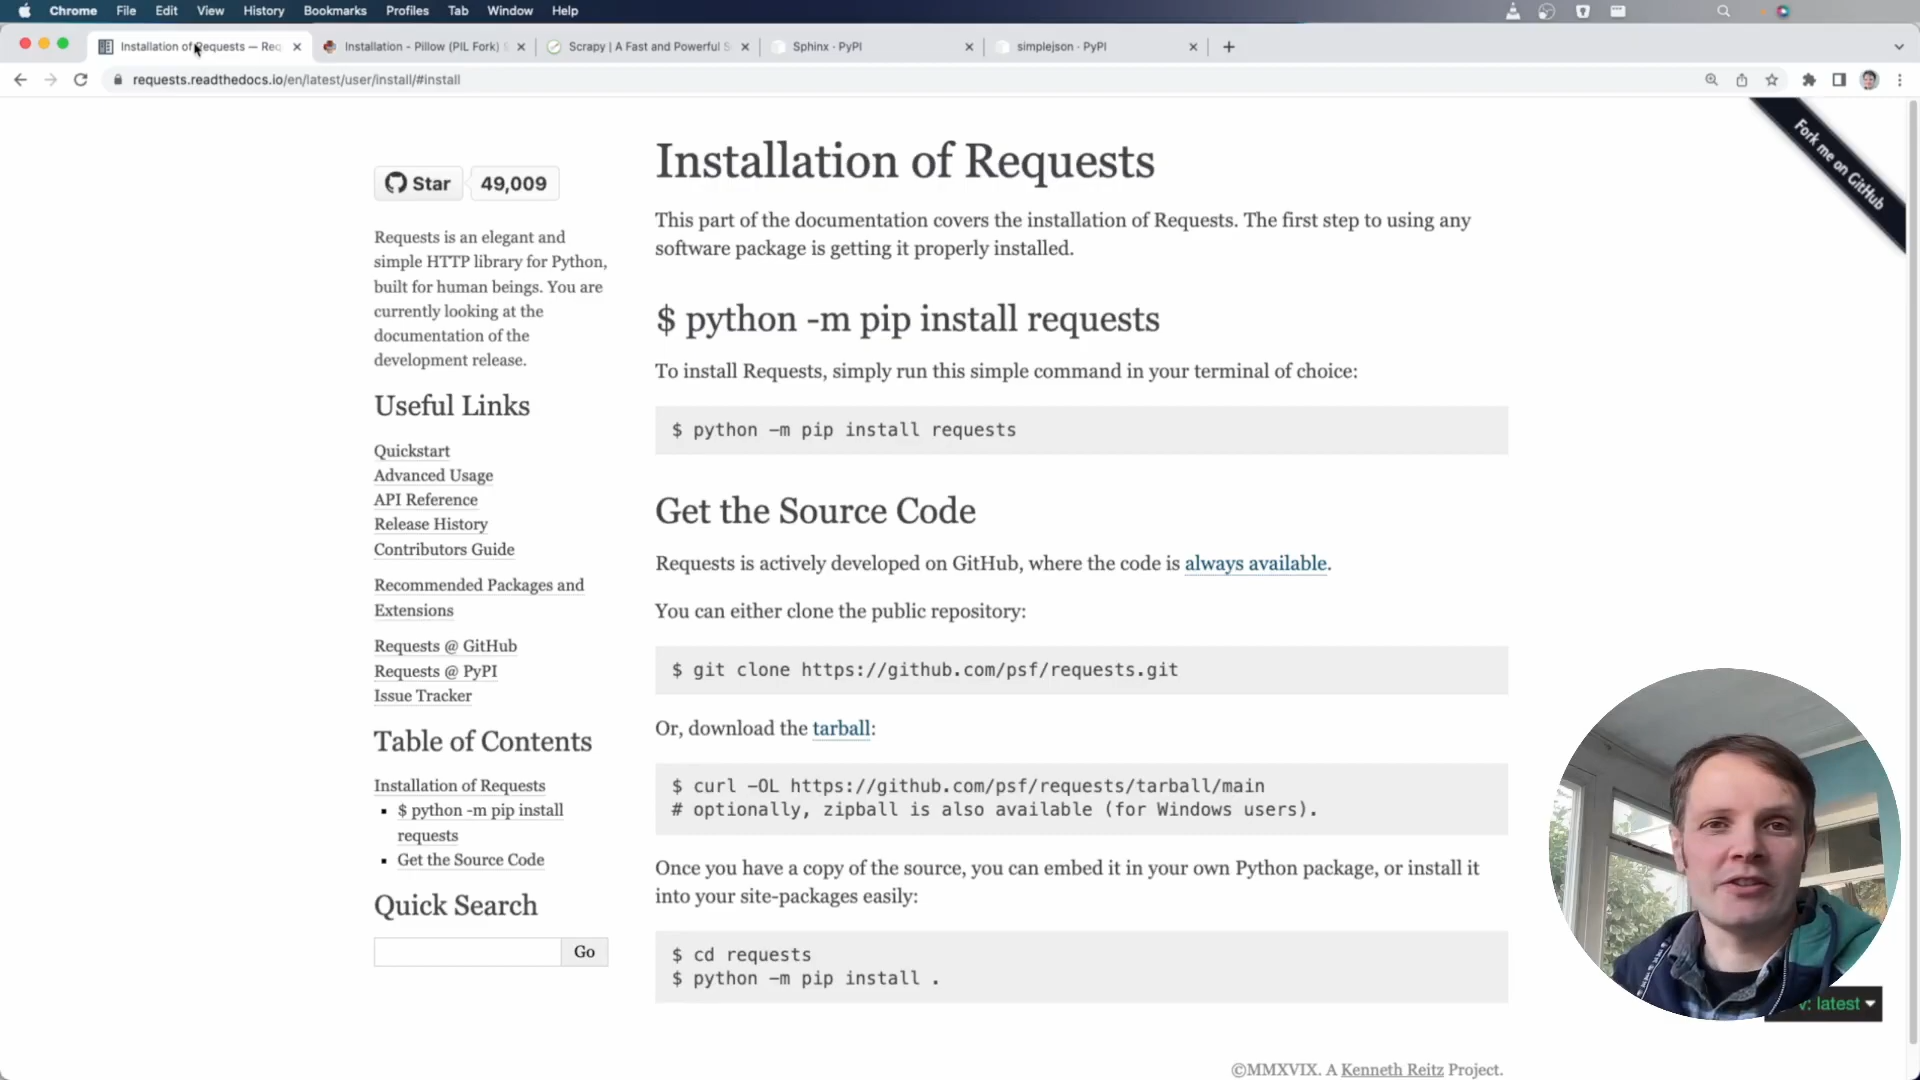 Chrome File Edit View History Bookmarks Profiles Tab Window Help
Installation of Requests — Req
Installation - Pillow (PIL Fork)
Scrapy | A Fast and Powerful S
Sphinx · PyPI
simplejson · PyPI
requests.readthedocs.io/en/latest/user/install/#install
Fork me on GitHub
Star 49,009
Requests is an elegant and
simple HTTP library for Python,
built for human beings. You are
currently looking at the
documentation of the
development release.
Useful Links
Quickstart
Advanced Usage
API Reference
Release History
Contributors Guide
Recommended Packages and
Extensions
Requests @ GitHub
Requests @ PyPI
Issue Tracker
Table of Contents
Installation of Requests
$ python -m pip install
requests
Get the Source Code
Quick Search
Go
Installation of Requests
This part of the documentation covers the installation of Requests. The first step to using any
software package is getting it properly installed.
$ python -m pip install requests
To install Requests, simply run this simple command in your terminal of choice:
$ python -m pip install requests
Get the Source Code
Requests is actively developed on GitHub, where the code is always available.
You can either clone the public repository:
$ git clone https://github.com/psf/requests.git
Or, download the tarball:
$ curl -OL https://github.com/psf/requests/tarball/main
# optionally, zipball is also available (for Windows users).
Once you have a copy of the source, you can embed it in your own Python package, or install it
into your site-packages easily:
$ cd requests
$ python -m pip install .
v: latest
©MMXVIX. A Kenneth Reitz Project.